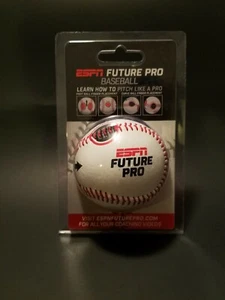 ESPN FUTURE PRO
BASEBALL
LEARN HOW TO PITCH LIKE A PRO
ESPN
FUTURE
PRO
VISIT ESPNFUTUREPRO.COM
FOR ALL YOUR COACHING VIDEOS